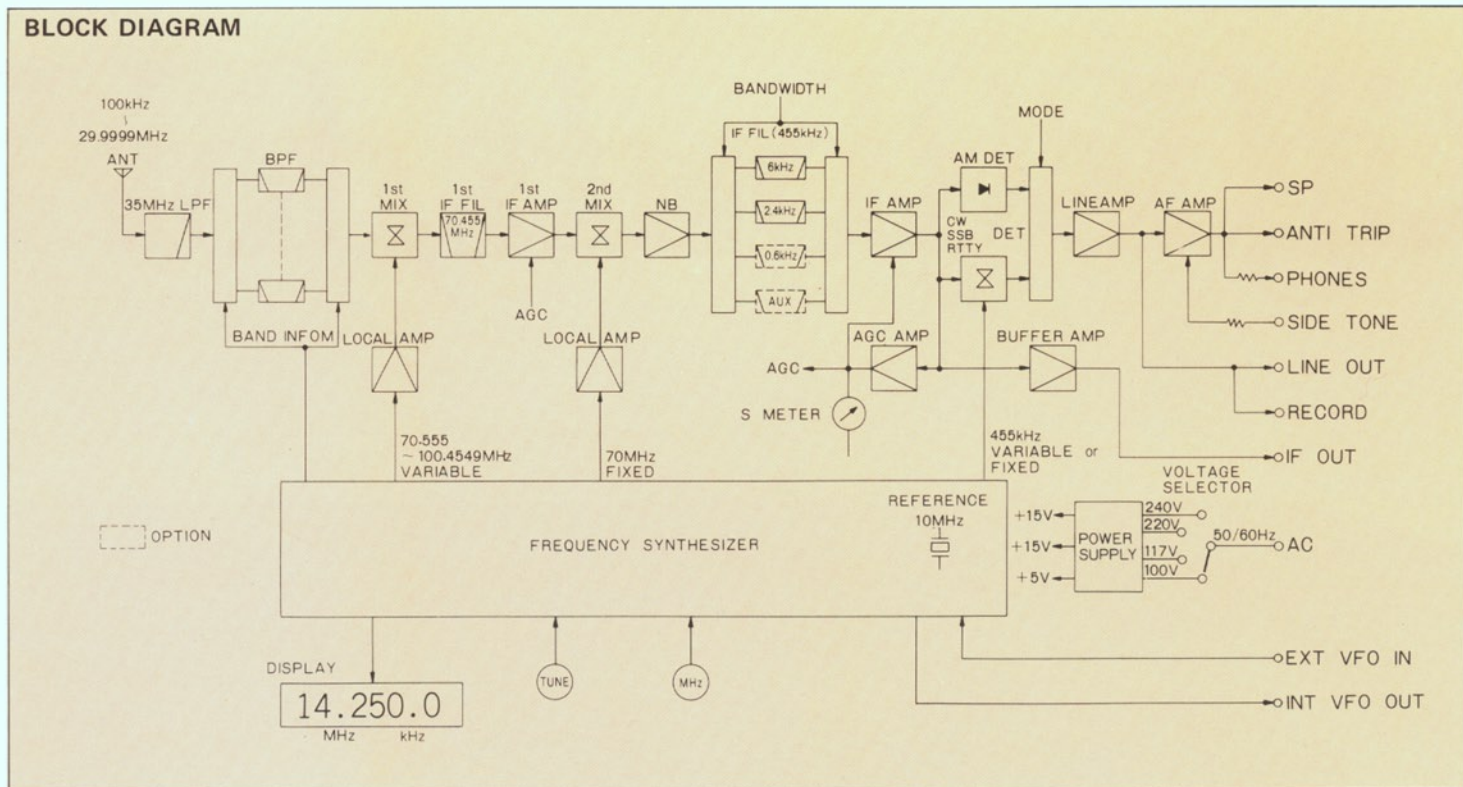 BLOCK DIAGRAM
100kHz
~
29.9999MHz
ANT
35MHz LPF
BPF
BAND INFOM
1st
MIX
1st
IF FIL
70.455
MHz
1st
IF AMP
AGC
2nd
MIX
NB
LOCAL AMP
LOCAL AMP
BANDWIDTH
IF FIL (455kHz)
6kHz
2.4kHz
0.6kHz
AUX
IF AMP
AM DET
CW
SSB
RTTY
DET
MODE
LINEAMP
AF AMP
SP
ANTI TRIP
PHONES
SIDE TONE
LINE OUT
RECORD
IF OUT
AGC
AGC AMP
BUFFER AMP
S METER
70.555
~100.4549MHz
VARIABLE
70MHz
FIXED
455kHz
VARIABLE or
FIXED
OPTION
FREQUENCY SYNTHESIZER
REFERENCE
10MHz
VOLTAGE
SELECTOR
+15V
+15V
+5V
POWER
SUPPLY
240V
220V
117V
100V
50/60Hz
AC
DISPLAY
14.250.0
MHz kHz
TUNE
MHz
EXT VFO IN
INT VFO OUT